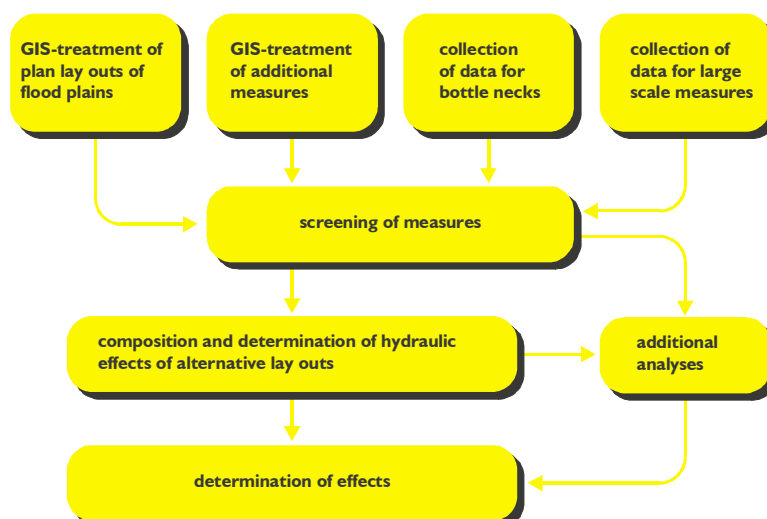 GIS-treatment of
plan lay outs of
flood plains
GIS-treatment
of additional
measures
collection
of data for
bottle necks
collection of
data for large
scale measures
screening of measures
composition and determination of hydraulic
effects of alternative lay outs
additional
analyses
determination of effects